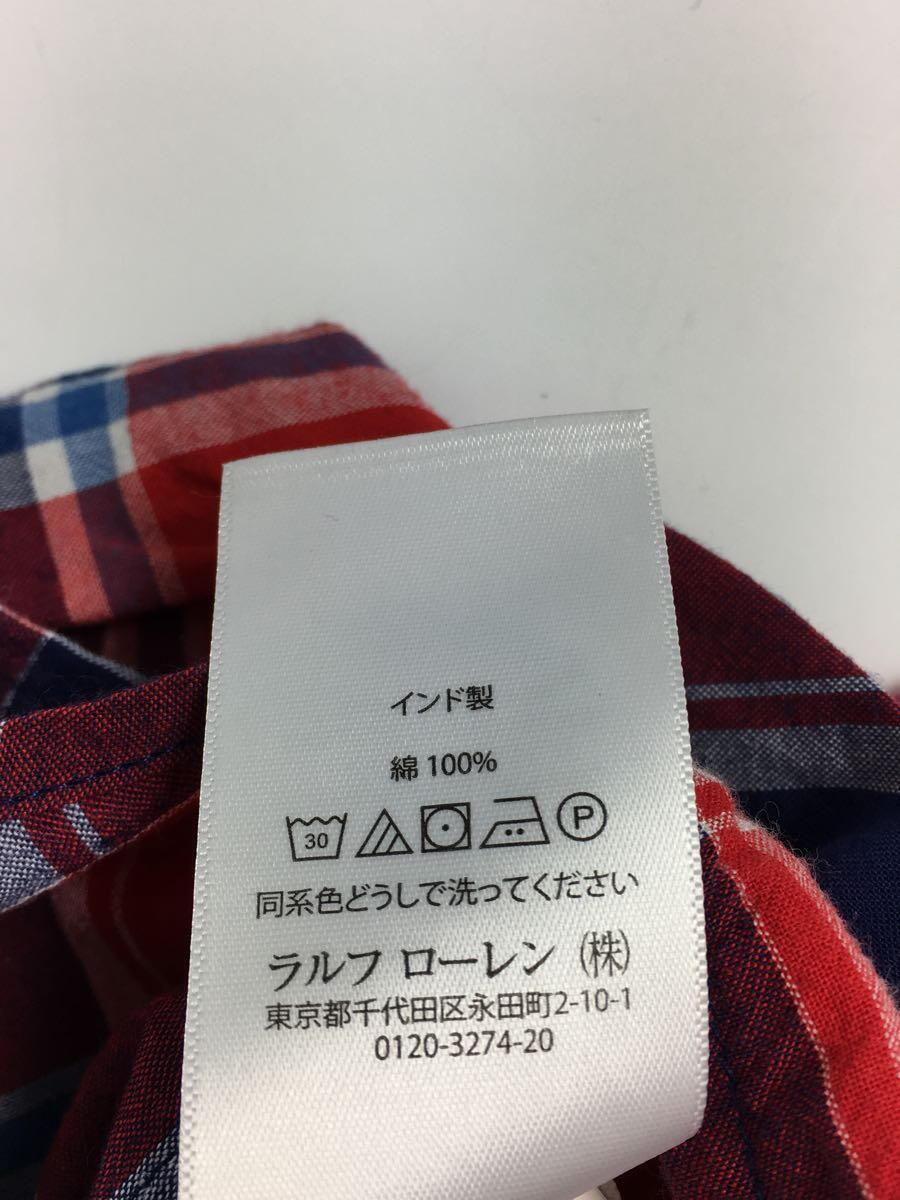 インド製
綿 100%
30 P
同系色どうしで洗ってください
ラルフ ローレン (株)
東京都千代田区永田町2-10-1
0120-3274-20